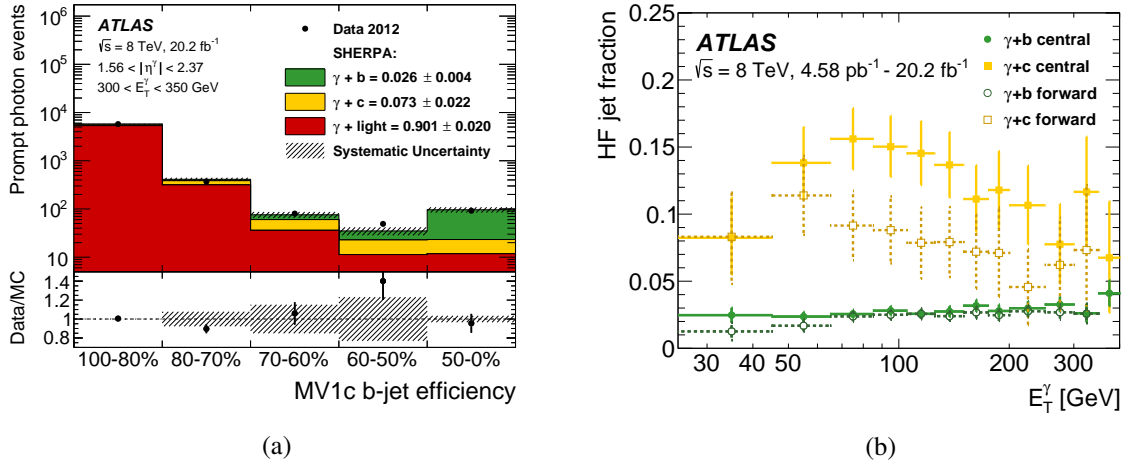 ATLAS
√s = 8 TeV, 20.2 fb⁻¹
1.56 < |η^γ| < 2.37
300 < E_T^γ < 350 GeV
Data 2012
SHERPA:
γ + b = 0.026 ± 0.004
γ + c = 0.073 ± 0.022
γ + light = 0.901 ± 0.020
Systematic Uncertainty
Prompt photon events
10⁶
10⁵
10⁴
10³
10²
10
Data/MC
1.4
1.2
1
0.8
100-80% 80-70% 70-60% 60-50% 50-0%
MV1c b-jet efficiency
(a)
ATLAS
√s = 8 TeV, 4.58 pb⁻¹ - 20.2 fb⁻¹
γ+b central
γ+c central
γ+b forward
γ+c forward
HF jet fraction
0.25
0.2
0.15
0.1
0.05
0
30 40 50 100 200 300
E_T^γ [GeV]
(b)